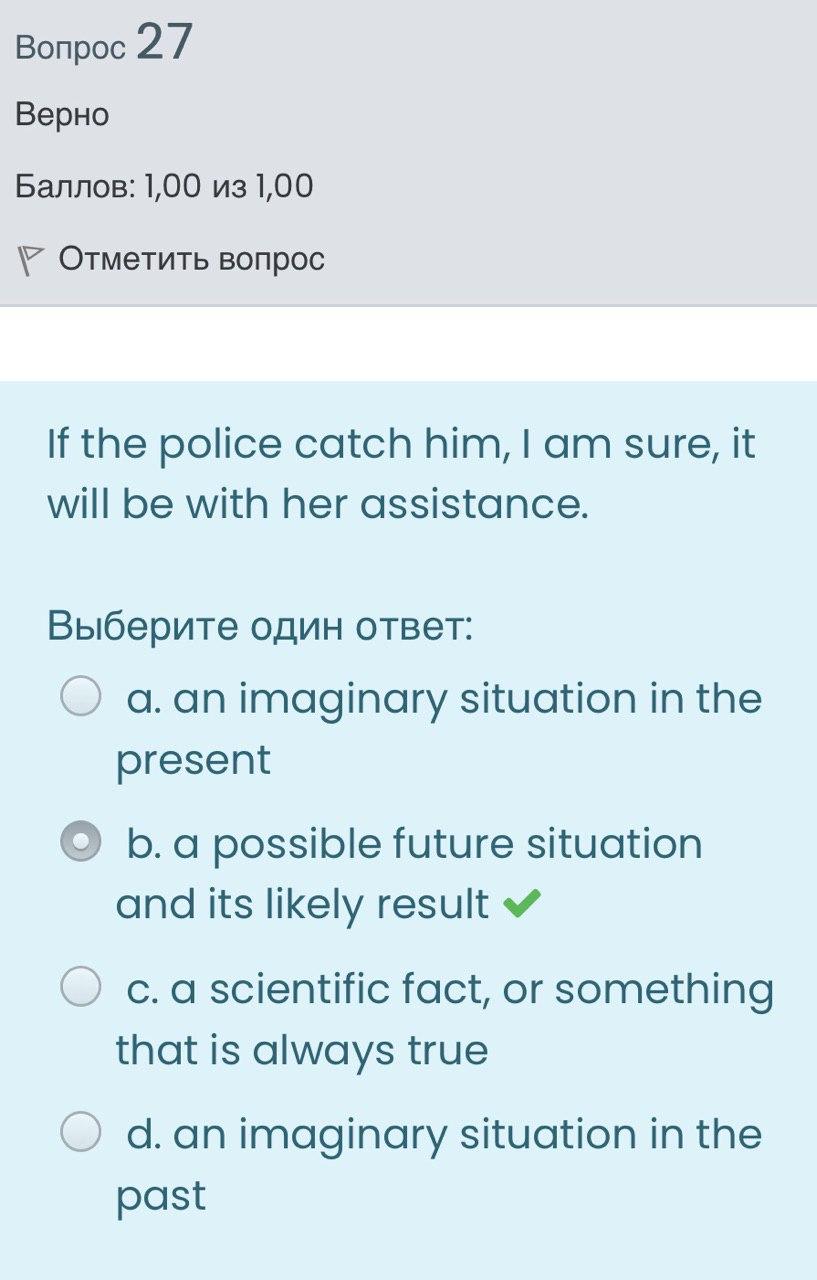 Вопрос 27
Верно
Баллов: 1,00 из 1,00
Отметить вопрос
If the police catch him, I am sure, it
will be with her assistance.
Выберите один ответ:
a. an imaginary situation in the
present
b. a possible future situation
and its likely result
c. a scientific fact, or something
that is always true
d. an imaginary situation in the
past